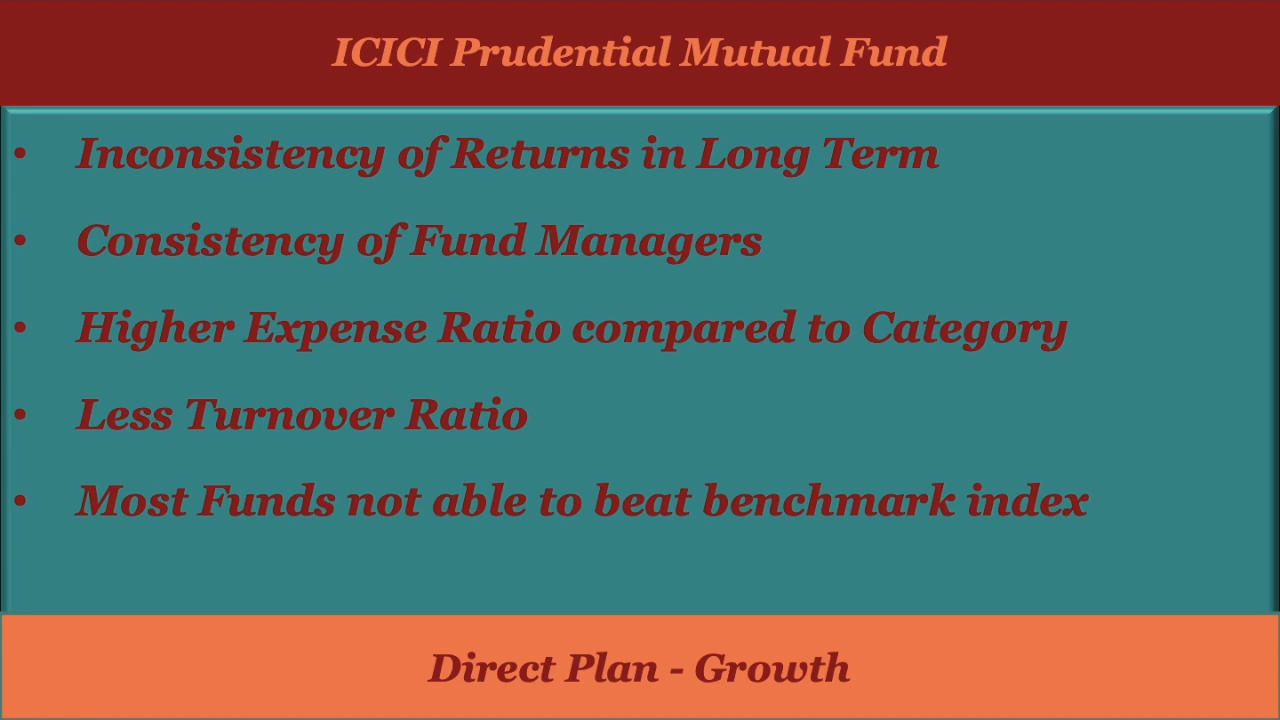 ICICI Prudential Mutual Fund
• Inconsistency of Returns in Long Term
• Consistency of Fund Managers
• Higher Expense Ratio compared to Category
• Less Turnover Ratio
• Most Funds not able to beat benchmark index
Direct Plan - Growth